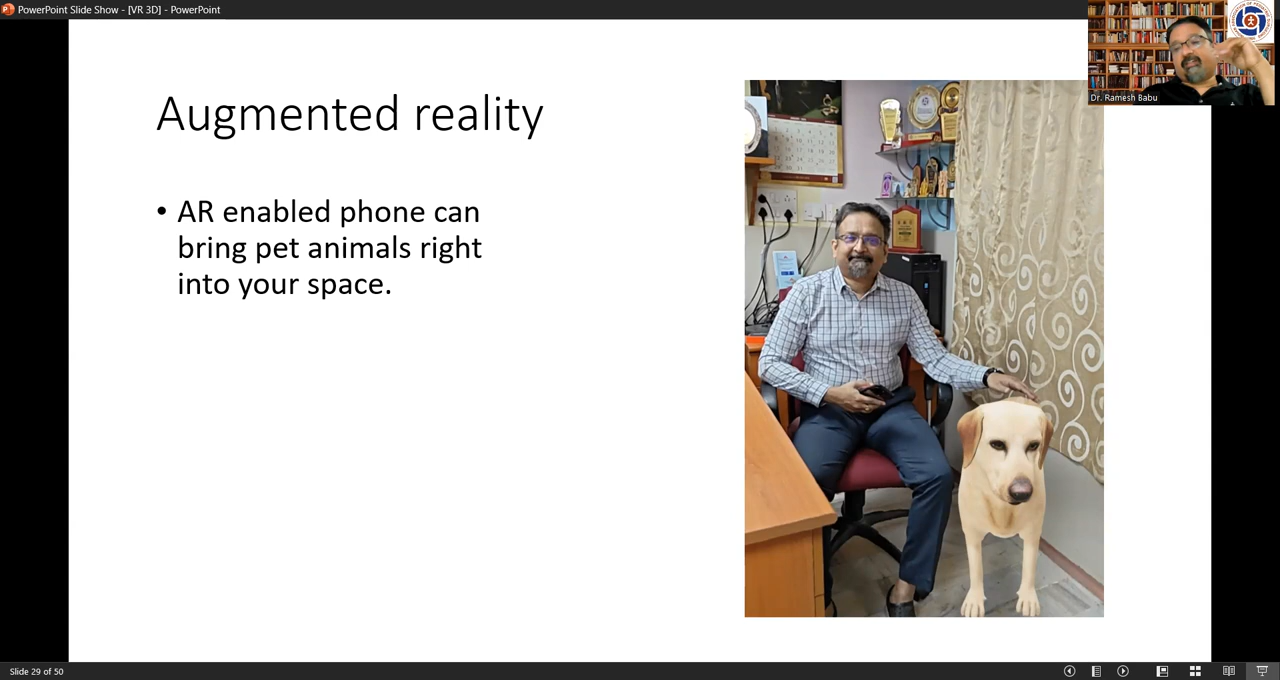 PowerPoint Slide Show - [VR 3D] - PowerPoint
Dr. Ramesh Babu
Augmented reality
• AR enabled phone can
bring pet animals right
into your space.
Slide 29 of 50